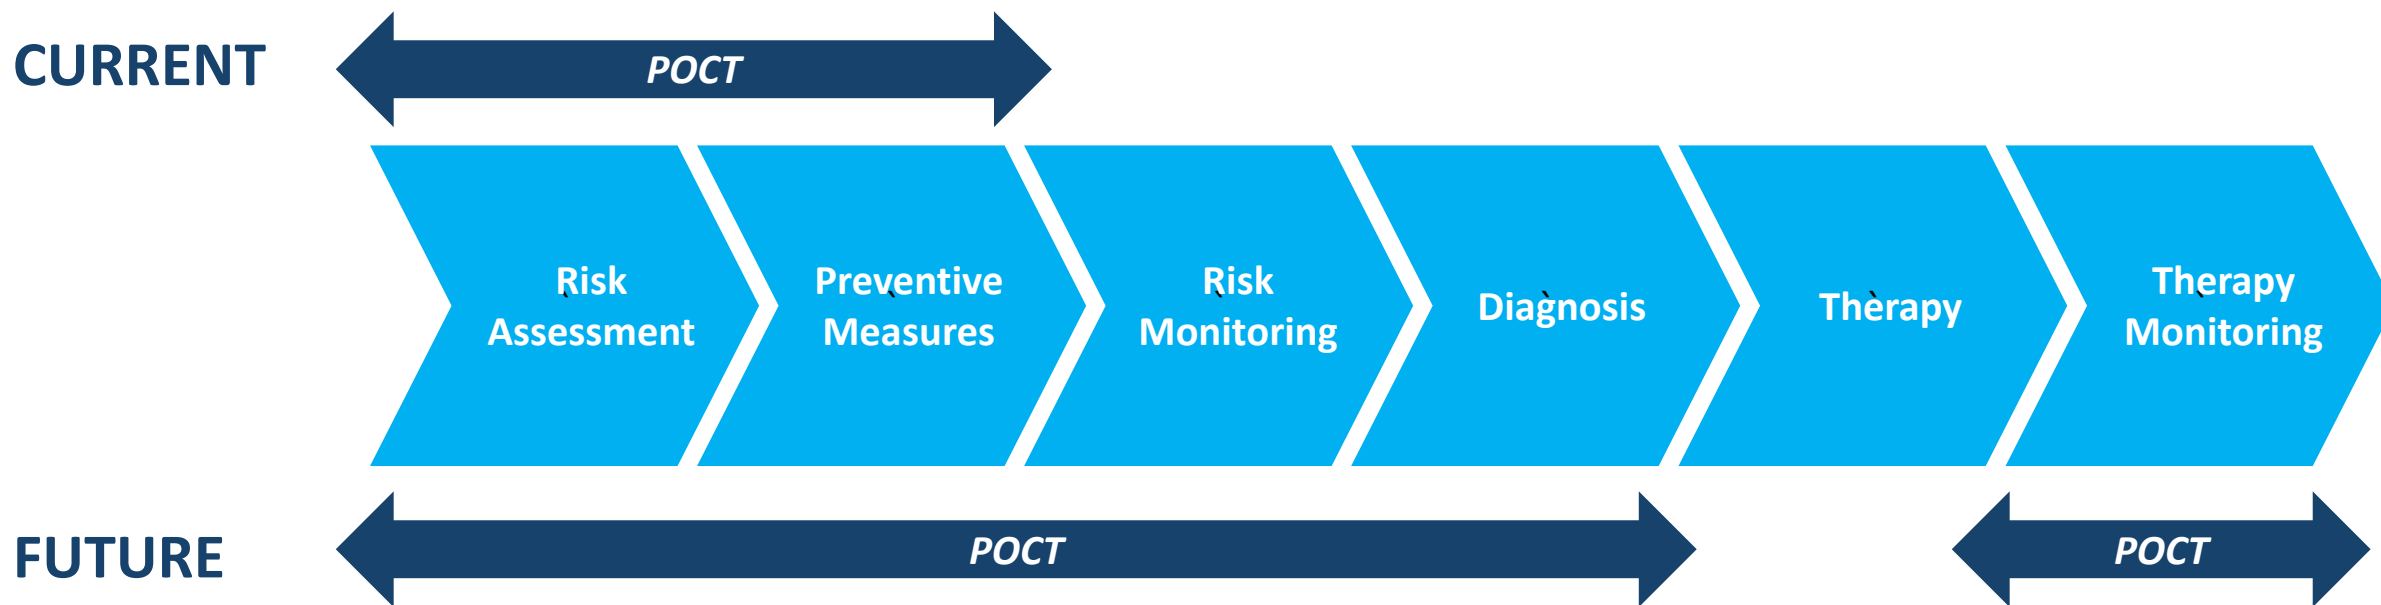 CURRENT
POCT
Risk
Assessment
Preventive
Measures
Risk
Monitoring
Diagnosis
Therapy
Therapy
Monitoring
FUTURE
POCT
POCT